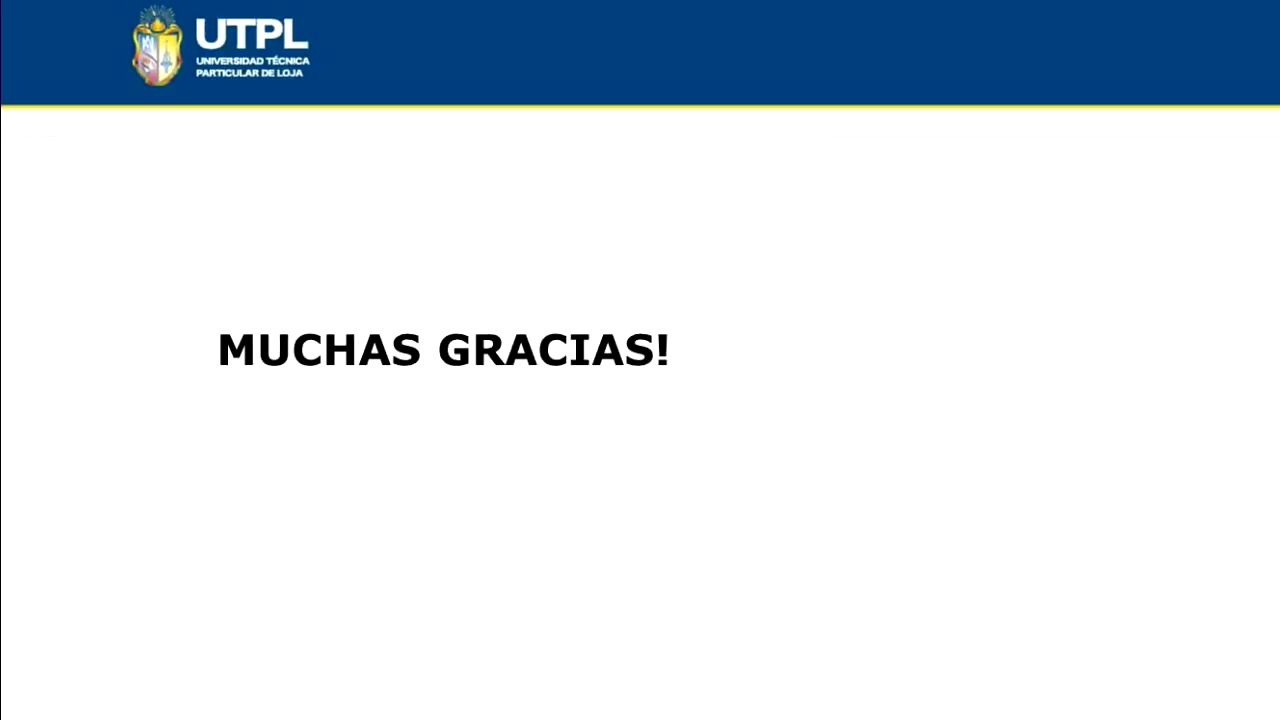 UTPL
UNIVERSIDAD TÉCNICA
PARTICULAR DE LOJA
MUCHAS GRACIAS!